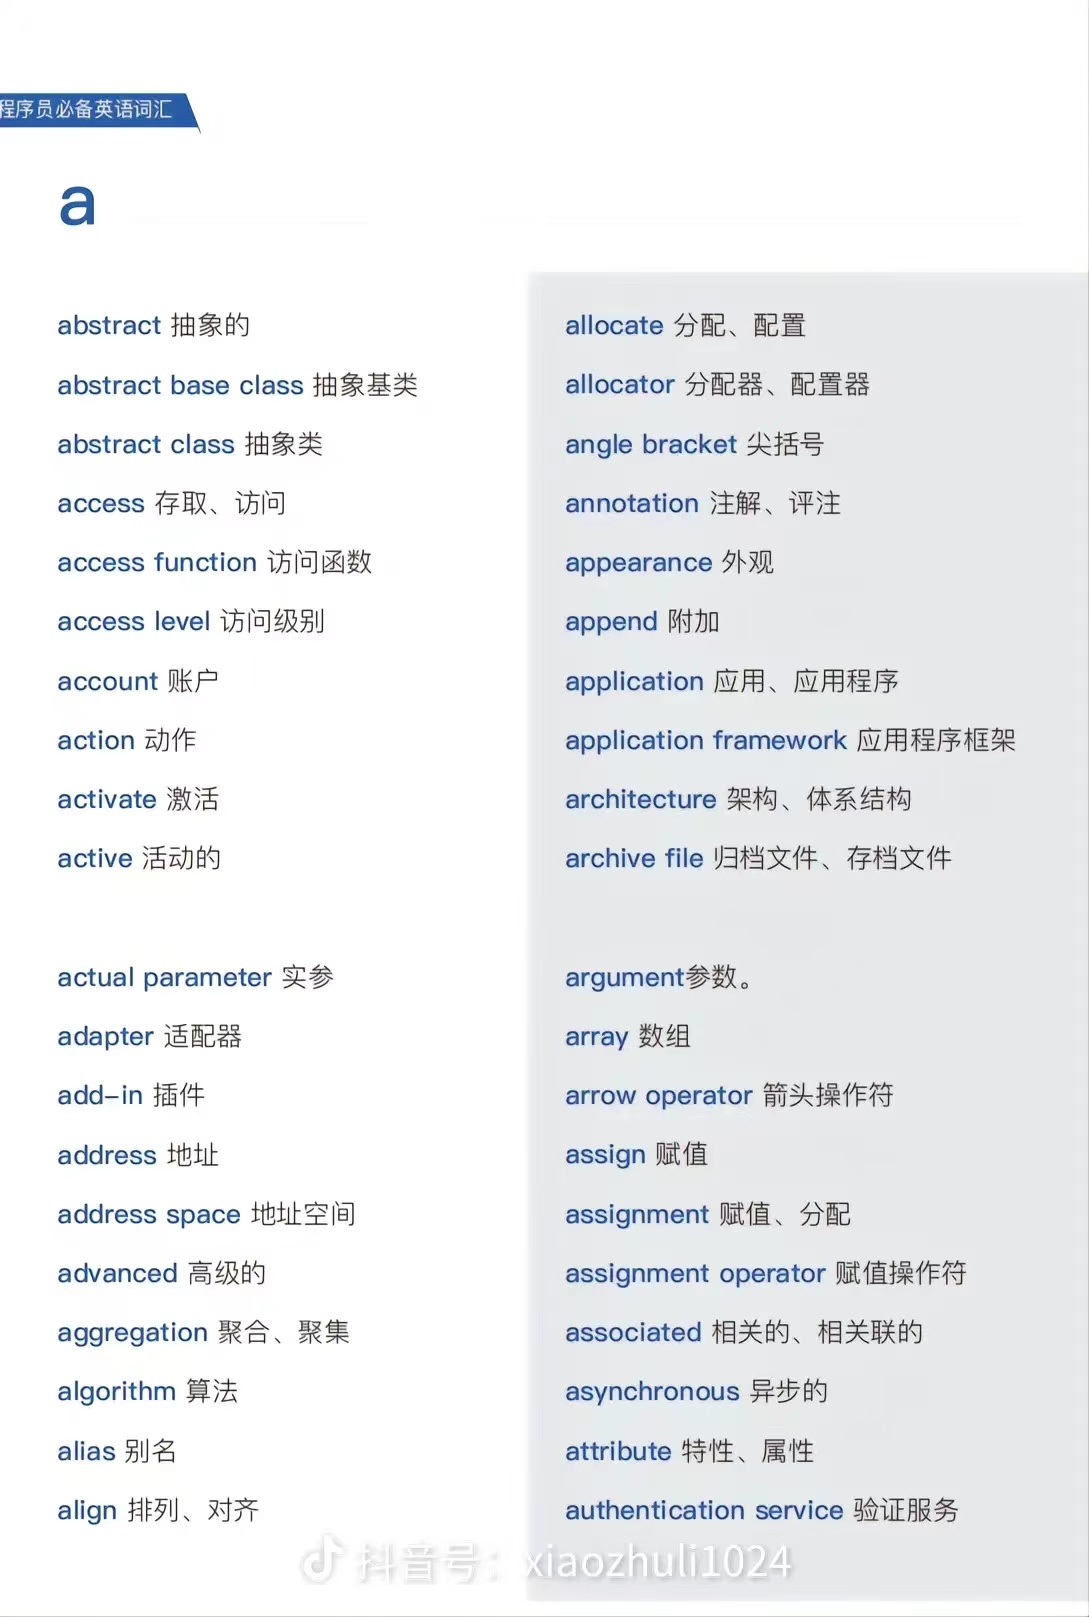 程序员必备英语词汇
a
abstract 抽象的
abstract base class 抽象基类
abstract class 抽象类
access 存取、访问
access function 访问函数
access level 访问级别
account 账户
action 动作
activate 激活
active 活动的
actual parameter 实参
adapter 适配器
add-in 插件
address 地址
address space 地址空间
advanced 高级的
aggregation 聚合、聚集
algorithm 算法
alias 别名
align 排列、对齐
allocate 分配、配置
allocator 分配器、配置器
angle bracket 尖括号
annotation 注解、评注
appearance 外观
append 附加
application 应用、应用程序
application framework 应用程序框架
architecture 架构、体系结构
archive file 归档文件、存档文件
argument参数。
array 数组
arrow operator 箭头操作符
assign 赋值
assignment 赋值、分配
assignment operator 赋值操作符
associated 相关的、相关联的
asynchronous 异步的
attribute 特性、属性
authentication service 验证服务
抖音号：xiaozhuli1024